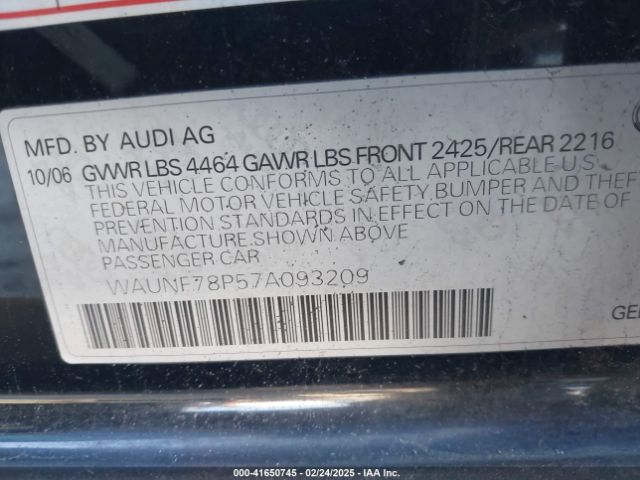 MFD. BY AUDI AG
10/06 GVWR LBS 4464 GAWR LBS FRONT 2425/REAR 2216
THIS VEHICLE CONFORMS TO ALL APPLICABLE U.S
FEDERAL MOTOR VEHICLE SAFETY BUMPER AND THEFT
PREVENTION STANDARDS IN EFFECT ON THE DATE OF
MANUFACTURE SHOWN ABOVE
PASSENGER CAR
WAUNF78P57A093209
000-41650745 - 02/24/2025 - IAA Inc.